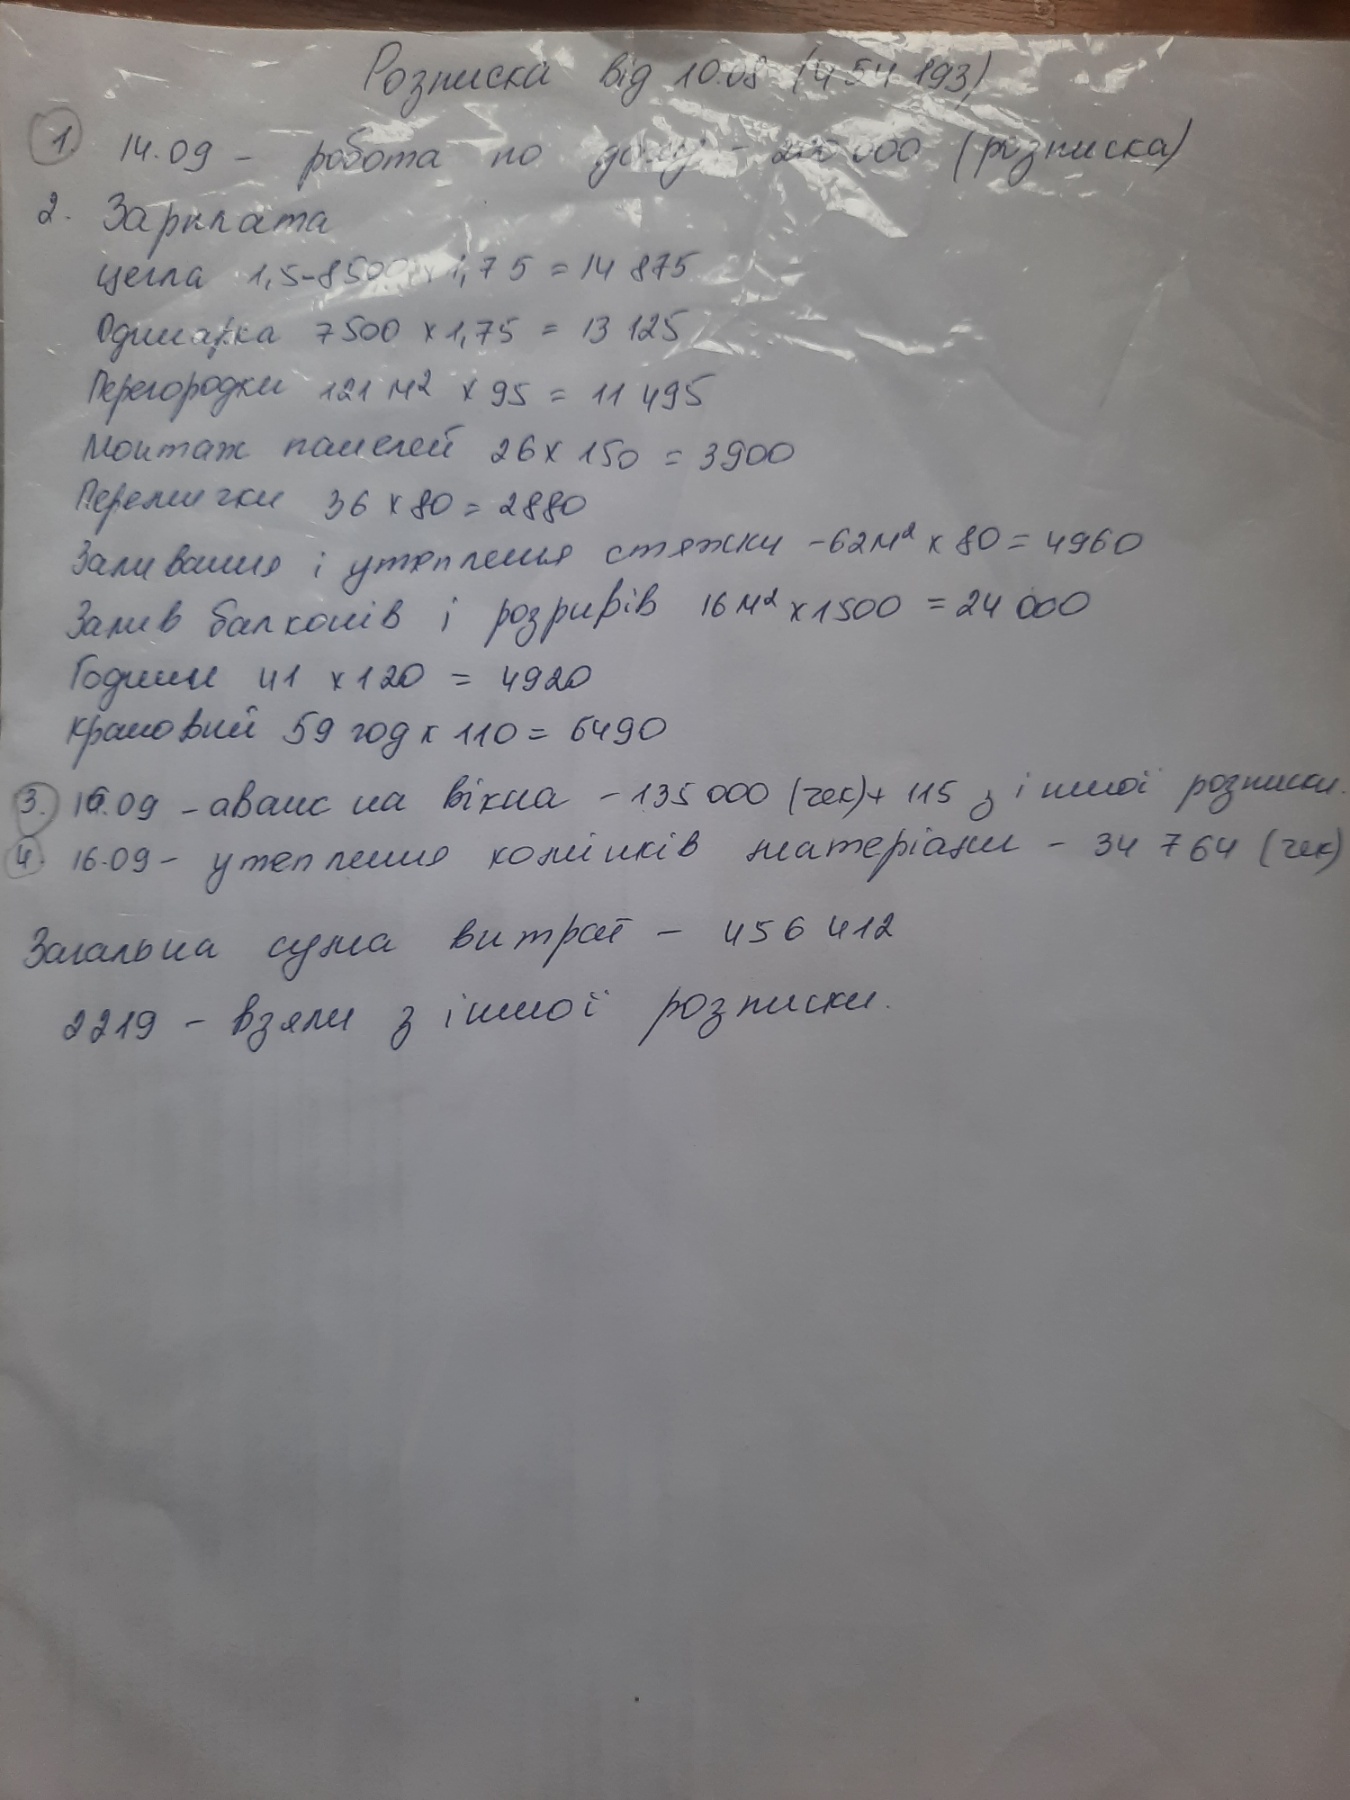 Розписка від 10.08 (454 193)
1. 14.09 - робота по дому - 200 000 (розписка)
2. Зарплата
Цегла 1,5-8500 x 1,75 = 14 875
Одинарка 7500 x 1,75 = 13 125
Перегородки 121 м² x 95 = 11 495
Монтаж панелей 26 x 150 = 3900
Перемички 36 x 80 = 2880
Заливання і утеплення стяжки - 62 м² x 80 = 4960
Залив балконів і розривів 16 м² x 1500 = 24 000
Години 41 x 120 = 4920
Крановий 59 год x 110 = 6490
3. 16.09 - аванс на вікна - 135 000 (чек) + 115 з іншої розписки.
4. 16.09 - утеплення комінків матеріали - 34 764 (чек)
Загальна сума витрат - 456 412
2219 - взяли з іншої розписки.